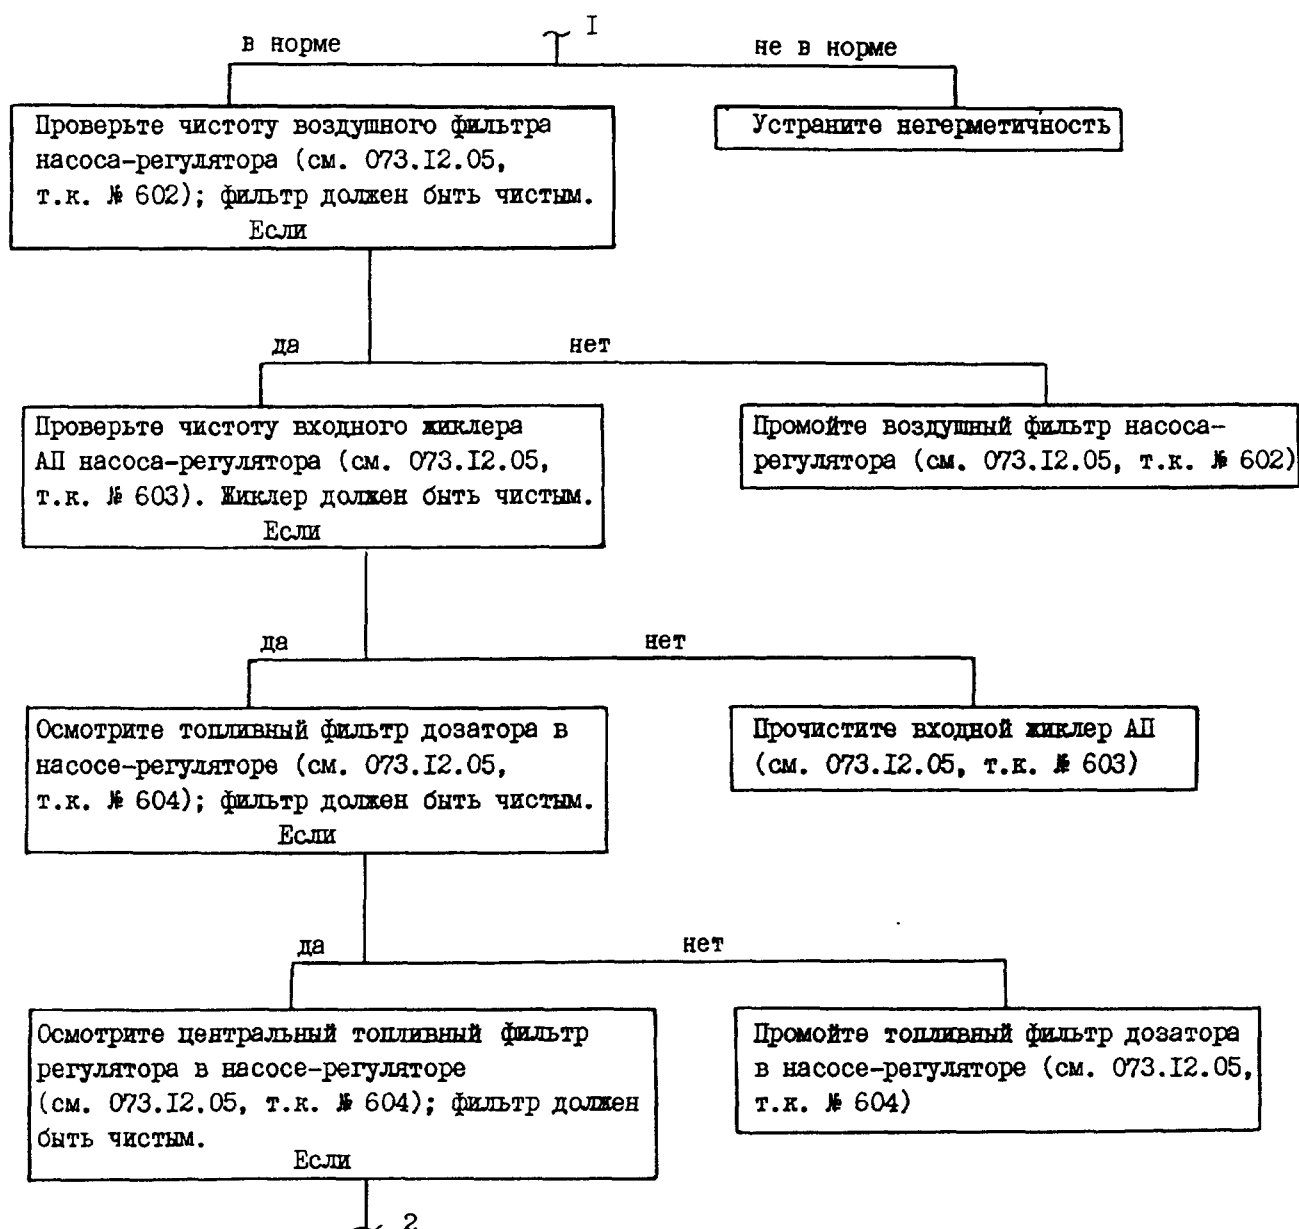 I
в норме
не в норме
Проверьте чистоту воздушного фильтра
насоса-регулятора (см. 073.I2.05,
т.к. № 602); фильтр должен быть чистым.
Если
Устраните негерметичность
да
нет
Проверьте чистоту входного жиклера
АП насоса-регулятора (см. 073.I2.05,
т.к. № 603). Жиклер должен быть чистым.
Если
Промойте воздушный фильтр насоса-
регулятора (см. 073.I2.05, т.к. № 602)
да
нет
Осмотрите топливный фильтр дозатора в
насосе-регуляторе (см. 073.I2.05,
т.к. № 604); фильтр должен быть чистым.
Если
Прочистите входной жиклер АП
(см. 073.I2.05, т.к. № 603)
да
нет
Осмотрите центральный топливный фильтр
регулятора в насосе-регуляторе
(см. 073.I2.05, т.к. № 604); фильтр должен
быть чистым.
Если
Промойте топливный фильтр дозатора
в насосе-регуляторе (см. 073.I2.05,
т.к. № 604)
2